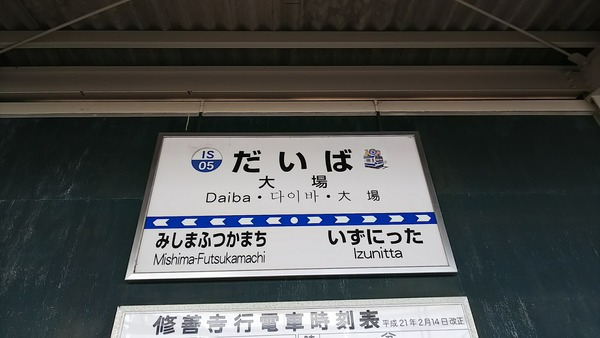 IS
05
だいば
大場
Daiba・다이바・大場
みしまふつかまち
いずにった
Mishima-Futsukamachi
Izunitta
修善寺行電車時刻表 平成21年2月14日改正